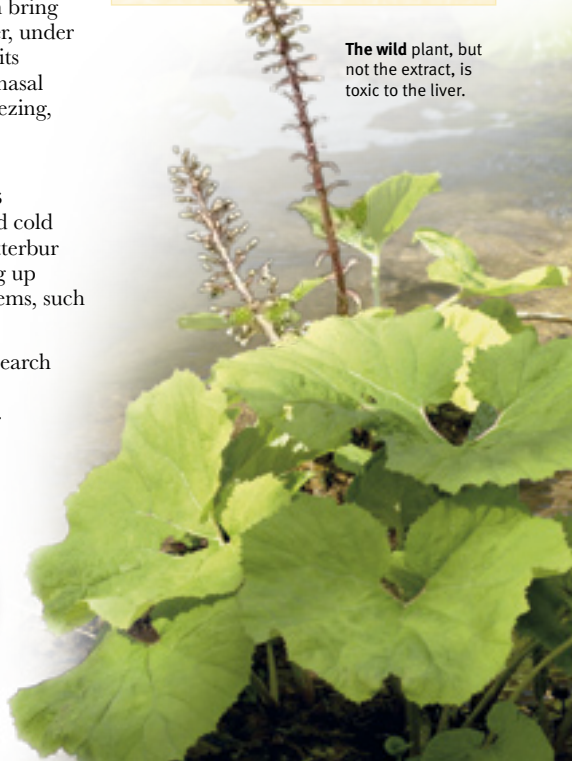 bring
r, under
its
nasal
ezing,
s
d cold
terbur
g up
ems, such
earch
.
The wild plant, but
not the extract, is
toxic to the liver.